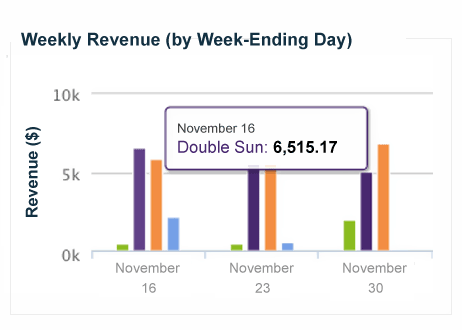 Weekly Revenue (by Week-Ending Day)
Revenue ($)
10k
5k
0k
November 16
Double Sun: 6,515.17
November
16
November
23
November
30